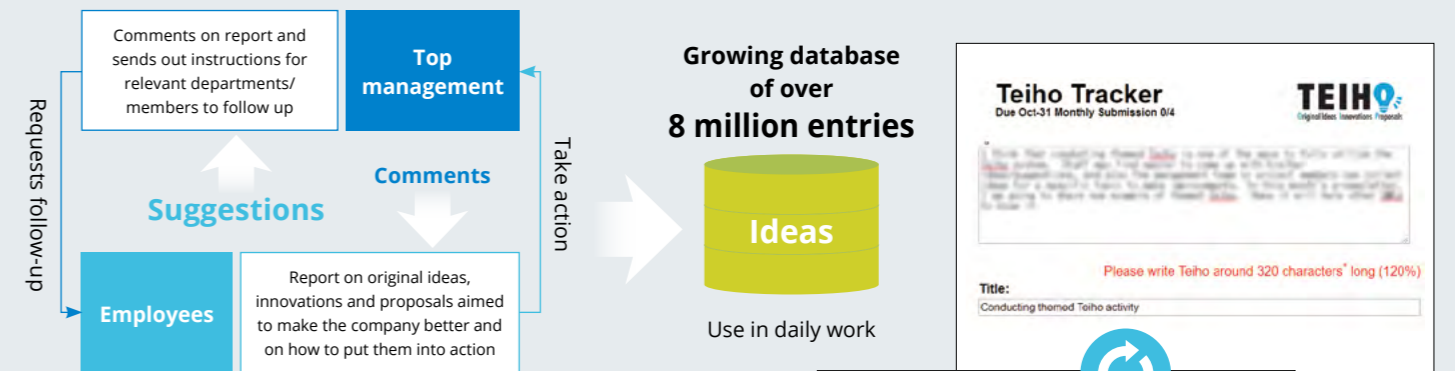 Comments on report and
sends out instructions for
relevant departments/
members to follow up
Top
management
Requests follow-up
Suggestions
Comments
Take action
Employees
Report on original ideas,
innovations and proposals aimed
to make the company better and
on how to put them into action
Growing database
of over
8 million entries
Ideas
Use in daily work
Teiho Tracker
Due Oct-31 Monthly Submission 0/4
TEIHO
Original Ideas Innovations Proposals
Please write Teiho around 320 characters* long (120%)
Title:
Conducting themed Teiho activity